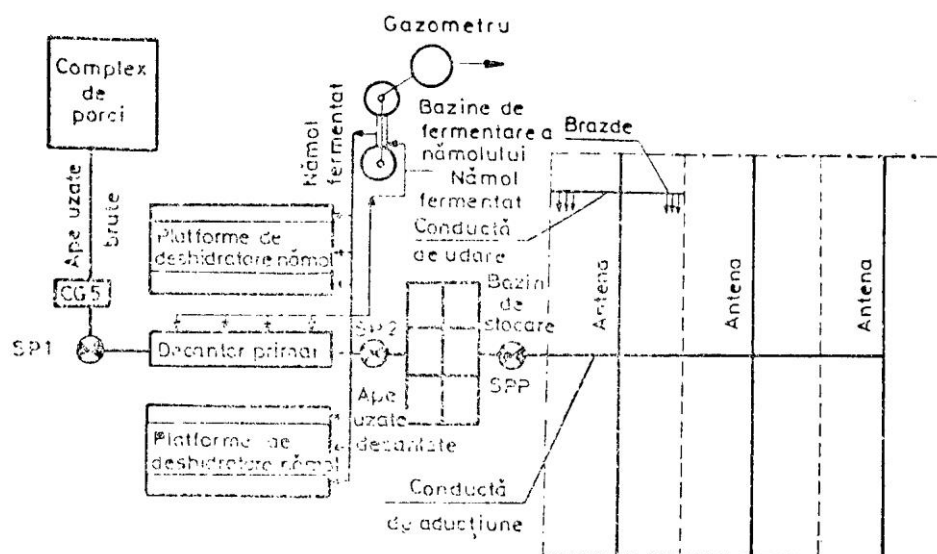 Gazometru
Complex
de
porci
Nămol
fermentat
Bazine de
fermentare a
nămolului
Nămol
fermentat
Brazde
Ape uzate
brute
Platforme de
deshidratare nămol
Conductă
de udare
CG5
SP1
Decantor primar
SP2
Bazin
de
stocare
SPP
Antena
Antena
Antena
Ape
uzate
decantate
Platforme de
deshidratare nămol
Conductă
de aducțiune